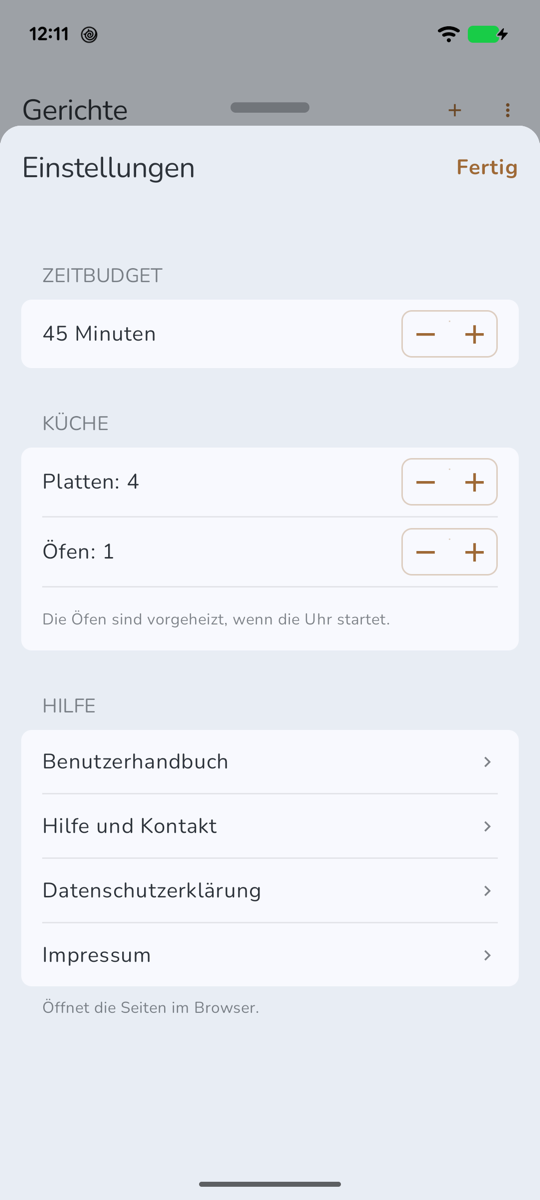 12:11
Gerichte
Einstellungen
Fertig
ZEITBUDGET
45 Minuten
KÜCHE
Platten: 4
Öfen: 1
Die Öfen sind vorgeheizt, wenn die Uhr startet.
HILFE
Benutzerhandbuch
Hilfe und Kontakt
Datenschutzerklärung
Impressum
Öffnet die Seiten im Browser.